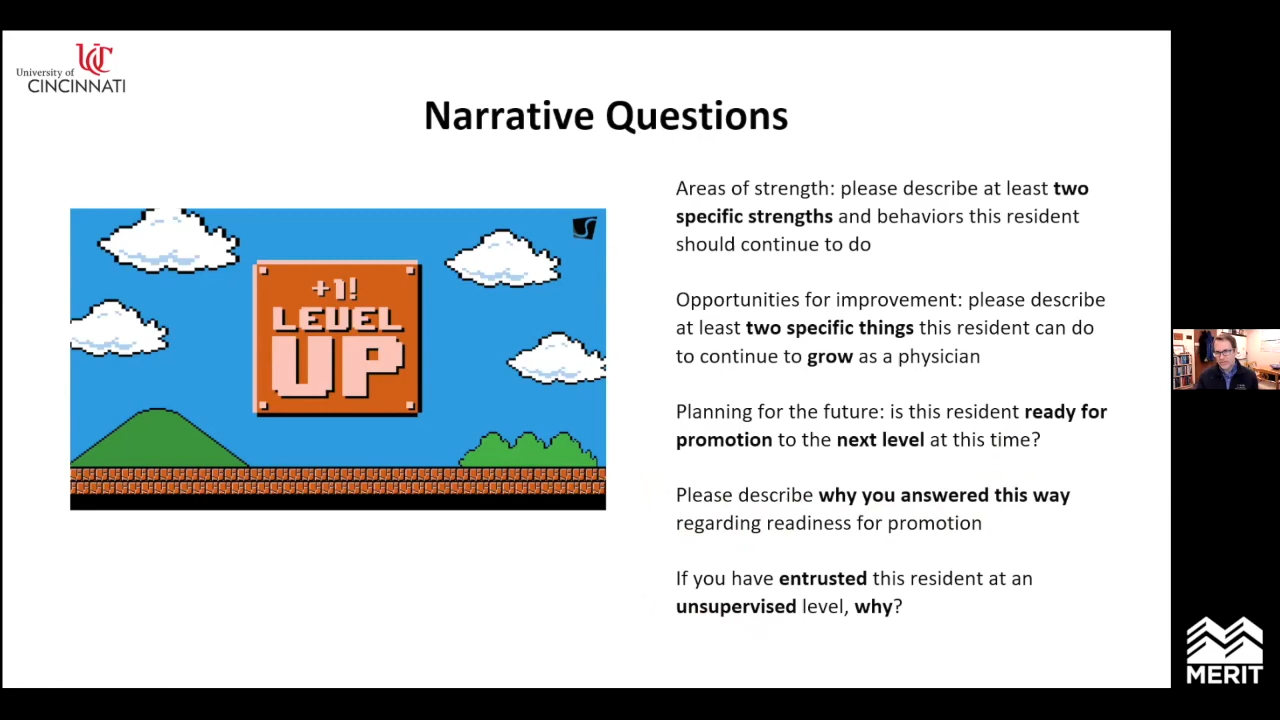 University of
CINCINNATI
Narrative Questions
+1!
LEVEL
UP
Areas of strength: please describe at least two
specific strengths and behaviors this resident
should continue to do
Opportunities for improvement: please describe
at least two specific things this resident can do
to continue to grow as a physician
Planning for the future: is this resident ready for
promotion to the next level at this time?
Please describe why you answered this way
regarding readiness for promotion
If you have entrusted this resident at an
unsupervised level, why?
MERIT